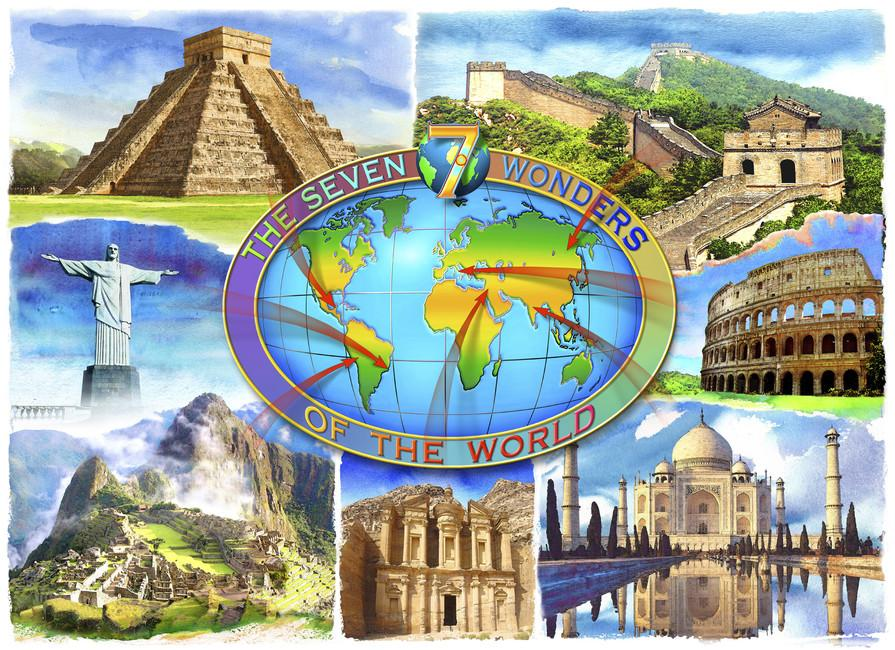 7
THE SEVEN WONDERS
OF THE WORLD